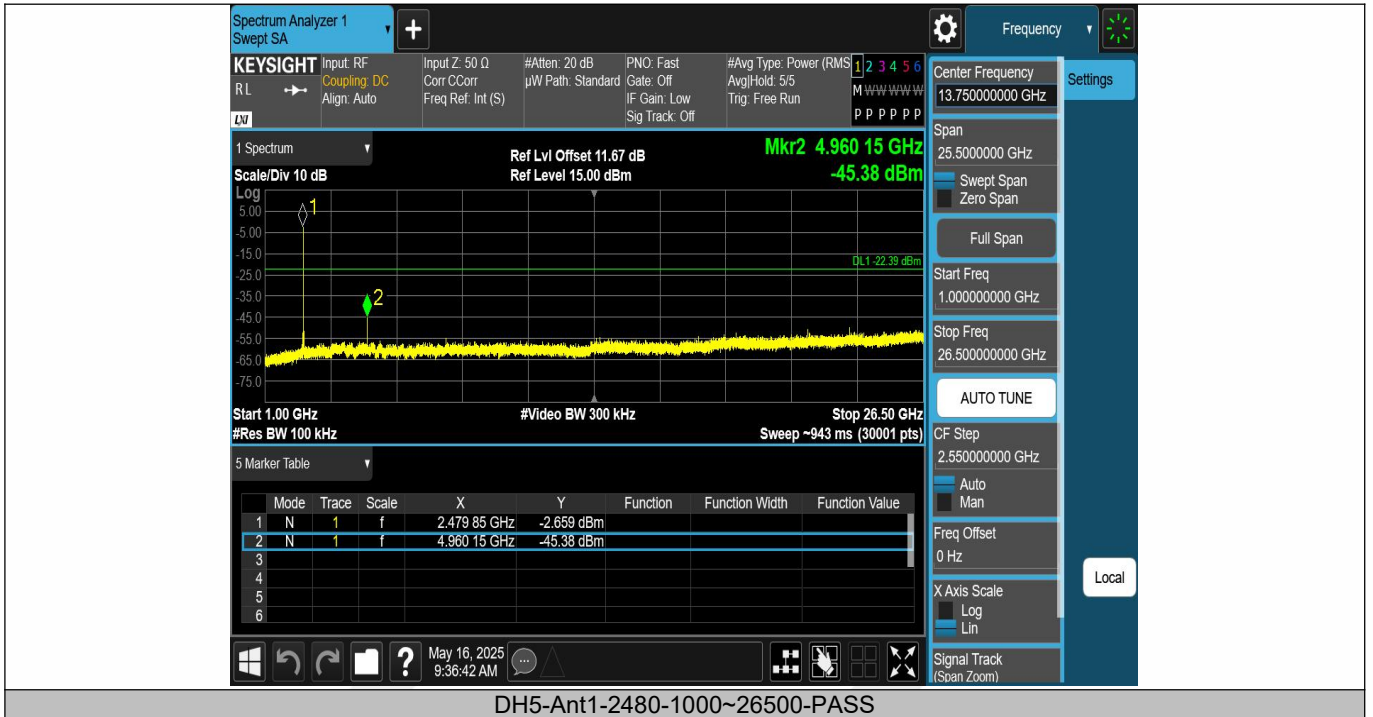 Spectrum Analyzer 1
Swept SA
+
Frequency
KEYSIGHT
RL
LXI
Input: RF
Coupling: DC
Align: Auto
Input Z: 50 Ω
Corr CCorr
Freq Ref: Int (S)
#Atten: 20 dB
µW Path: Standard
PNO: Fast
Gate: Off
IF Gain: Low
Sig Track: Off
#Avg Type: Power (RMS
Avg|Hold: 5/5
Trig: Free Run
1 2 3 4 5 6
M W W W W W
P P P P P P
1 Spectrum
Scale/Div 10 dB
Ref Lvl Offset 11.67 dB
Ref Level 15.00 dBm
Mkr2 4.960 15 GHz
-45.38 dBm
Log
5.00
-5.00
-15.0
-25.0
-35.0
-45.0
-55.0
-65.0
-75.0
1
2
DL1 -22.39 dBm
Start 1.00 GHz
#Res BW 100 kHz
#Video BW 300 kHz
Stop 26.50 GHz
Sweep ~943 ms (30001 pts)
5 Marker Table
Mode Trace Scale X Y Function Function Width Function Value
1 N 1 f 2.479 85 GHz -2.659 dBm
2 N 1 f 4.960 15 GHz -45.38 dBm
3
4
5
6
?
May 16, 2025
9:36:42 AM
Center Frequency
13.750000000 GHz
Settings
Span
25.5000000 GHz
Swept Span
Zero Span
Full Span
Start Freq
1.000000000 GHz
Stop Freq
26.500000000 GHz
AUTO TUNE
CF Step
2.550000000 GHz
Auto
Man
Freq Offset
0 Hz
X Axis Scale
Log
Lin
Signal Track
(Span Zoom)
Local
DH5-Ant1-2480-1000~26500-PASS